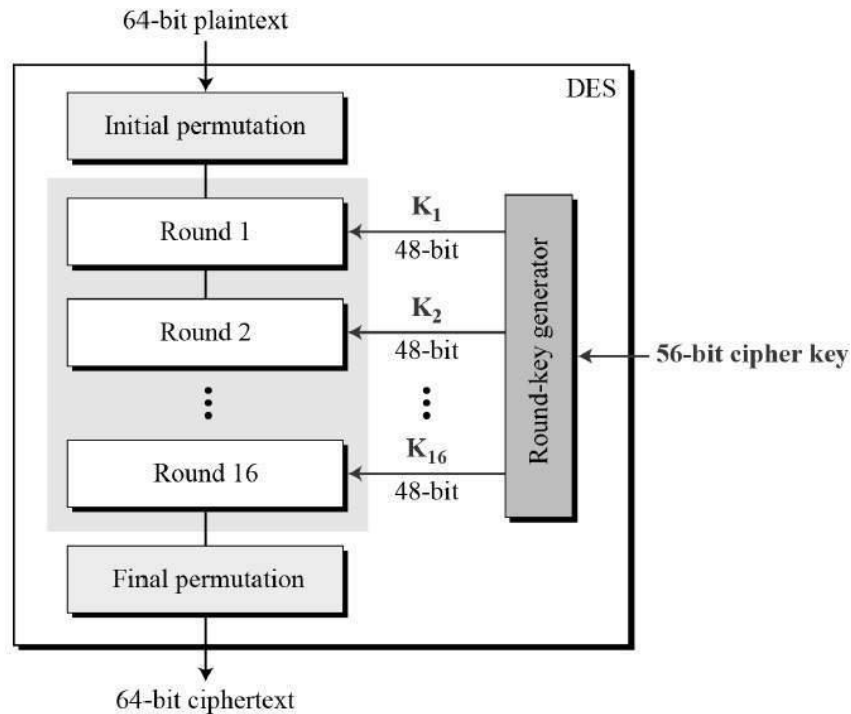 64-bit plaintext
DES
Initial permutation
Round 1
K1
48-bit
Round 2
K2
48-bit
Round 16
K16
48-bit
Round-key generator
56-bit cipher key
Final permutation
64-bit ciphertext